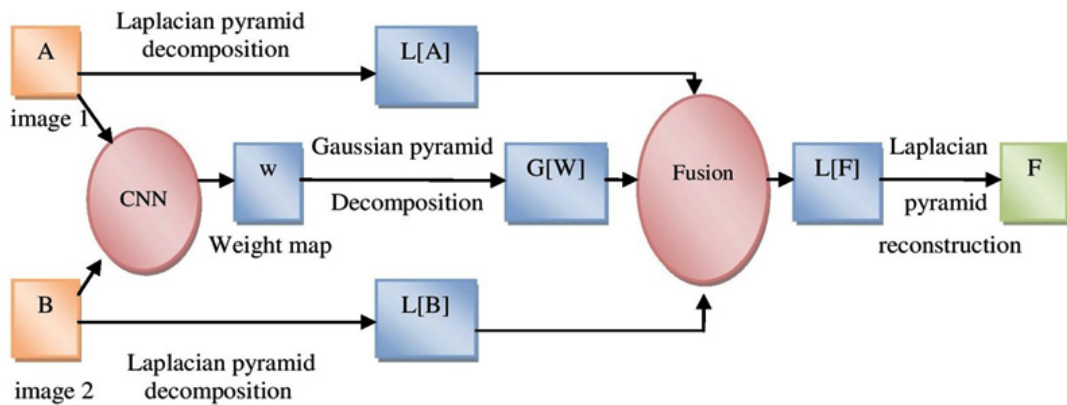 Laplacian pyramid
decomposition
A
L[A]
image 1
CNN
w
Weight map
Gaussian pyramid
Decomposition
G[W]
Fusion
L[F]
Laplacian
pyramid
reconstruction
F
B
L[B]
image 2
Laplacian pyramid
decomposition